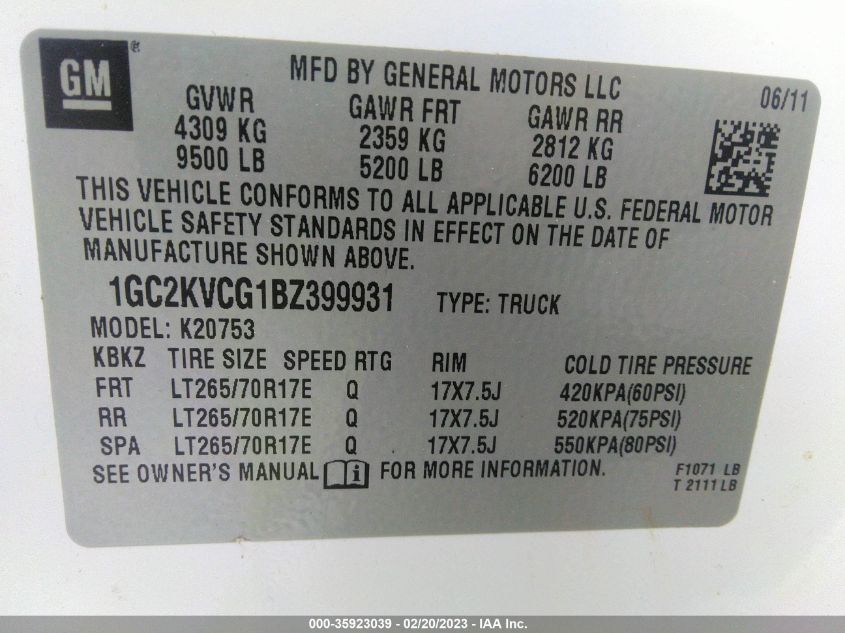 GM ®
MFD BY GENERAL MOTORS LLC 06/11
GVWR GAWR FRT GAWR RR
4309 KG 2359 KG 2812 KG
9500 LB 5200 LB 6200 LB
THIS VEHICLE CONFORMS TO ALL APPLICABLE U.S. FEDERAL MOTOR
VEHICLE SAFETY STANDARDS IN EFFECT ON THE DATE OF
MANUFACTURE SHOWN ABOVE.
1GC2KVCG1BZ399931 TYPE: TRUCK
MODEL: K20753
KBKZ TIRE SIZE SPEED RTG RIM COLD TIRE PRESSURE
FRT LT265/70R17E Q 17X7.5J 420KPA(60PSI)
RR LT265/70R17E Q 17X7.5J 520KPA(75PSI)
SPA LT265/70R17E Q 17X7.5J 550KPA(80PSI)
SEE OWNER'S MANUAL i FOR MORE INFORMATION.
F1071 LB
T 2111 LB
000-35923039 - 02/20/2023 - IAA Inc.